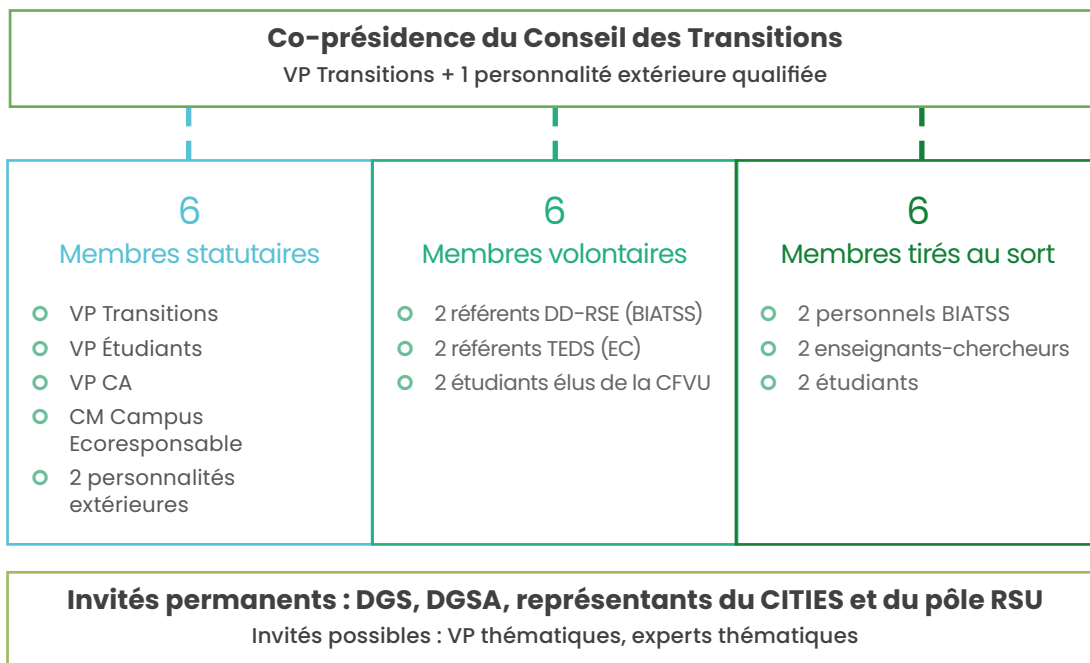 Co-présidence du Conseil des Transitions
VP Transitions + 1 personnalité extérieure qualifiée
6
Membres statutaires
VP Transitions
VP Étudiants
VP CA
CM Campus
Ecoresponsable
2 personnalités
extérieures
6
Membres volontaires
2 référents DD-RSE (BIATSS)
2 référents TEDS (EC)
2 étudiants élus de la CFVU
6
Membres tirés au sort
2 personnels BIATSS
2 enseignants-chercheurs
2 étudiants
Invités permanents : DGS, DGSA, représentants du CITIES et du pôle RSU
Invités possibles : VP thématiques, experts thématiques